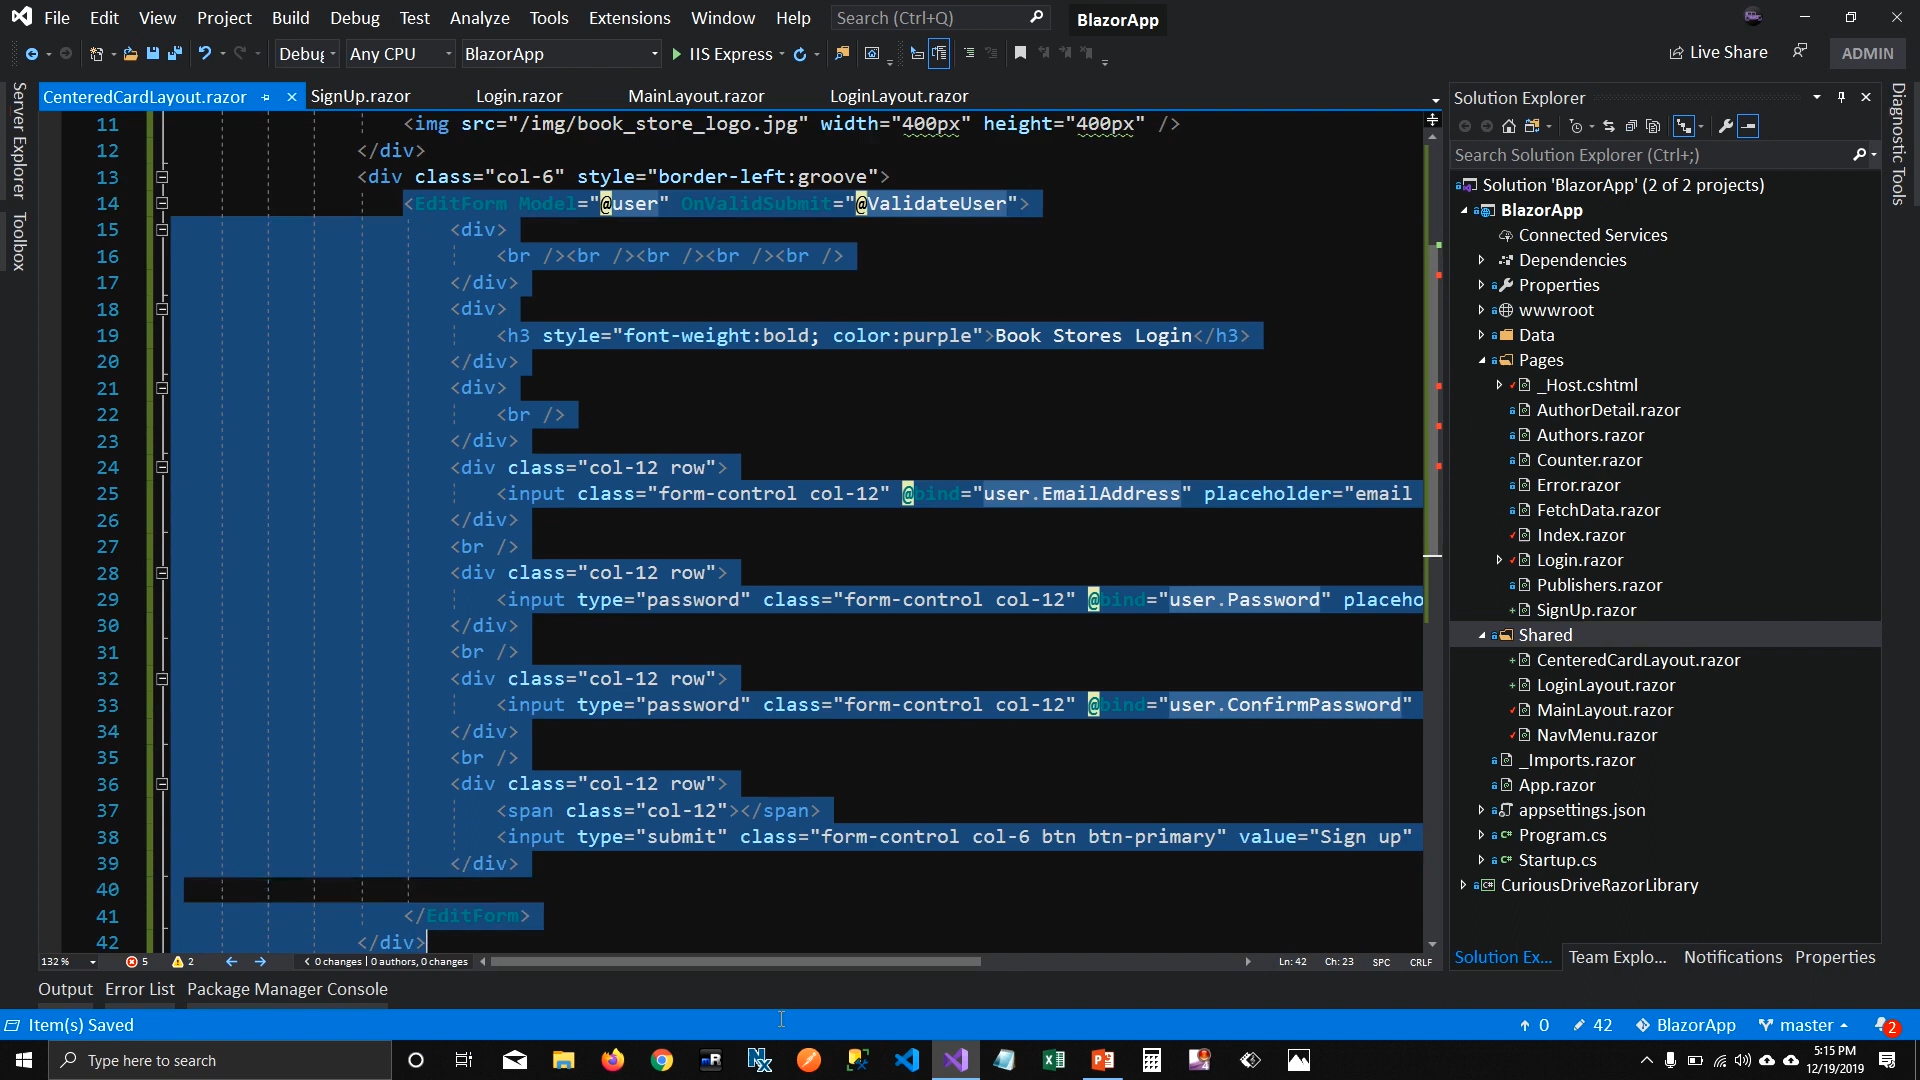 File Edit View Project Build Debug Test Analyze Tools Extensions Window Help Search (Ctrl+Q) BlazorApp
Debug Any CPU BlazorApp IIS Express Live Share ADMIN
Server Explorer
Toolbox
CenteredCardLayout.razor SignUp.razor Login.razor MainLayout.razor LoginLayout.razor
11 <img src="/img/book_store_logo.jpg" width="400px" height="400px" />
12 </div>
13 <div class="col-6" style="border-left:groove">
14 <EditForm Model="@user" OnValidSubmit="@ValidateUser">
15 <div>
16 <br /><br /><br /><br /><br />
17 </div>
18 <div>
19 <h3 style="font-weight:bold; color:purple">Book Stores Login</h3>
20 </div>
21 <div>
22 <br />
23 </div>
24 <div class="col-12 row">
25 <input class="form-control col-12" @bind="user.EmailAddress" placeholder="email
26 </div>
27 <br />
28 <div class="col-12 row">
29 <input type="password" class="form-control col-12" @bind="user.Password" placeho
30 </div>
31 <br />
32 <div class="col-12 row">
33 <input type="password" class="form-control col-12" @bind="user.ConfirmPassword"
34 </div>
35 <br />
36 <div class="col-12 row">
37 <span class="col-12"></span>
38 <input type="submit" class="form-control col-6 btn btn-primary" value="Sign up"
39 </div>
40
41 </EditForm>
42 </div>
132 % 5 2 < 0 changes | 0 authors, 0 changes Ln: 42 Ch: 23 SPC CRLF
Solution Explorer
Search Solution Explorer (Ctrl+;)
Solution 'BlazorApp' (2 of 2 projects)
BlazorApp
Connected Services
Dependencies
Properties
wwwroot
Data
Pages
_Host.cshtml
AuthorDetail.razor
Authors.razor
Counter.razor
Error.razor
FetchData.razor
Index.razor
Login.razor
Publishers.razor
SignUp.razor
Shared
CenteredCardLayout.razor
LoginLayout.razor
MainLayout.razor
NavMenu.razor
_Imports.razor
App.razor
appsettings.json
Program.cs
Startup.cs
CuriousDriveRazorLibrary
Solution Ex... Team Explo... Notifications Properties
Diagnostic Tools
Output Error List Package Manager Console
Item(s) Saved 0 42 BlazorApp master 2
Type here to search 5:15 PM
12/19/2019